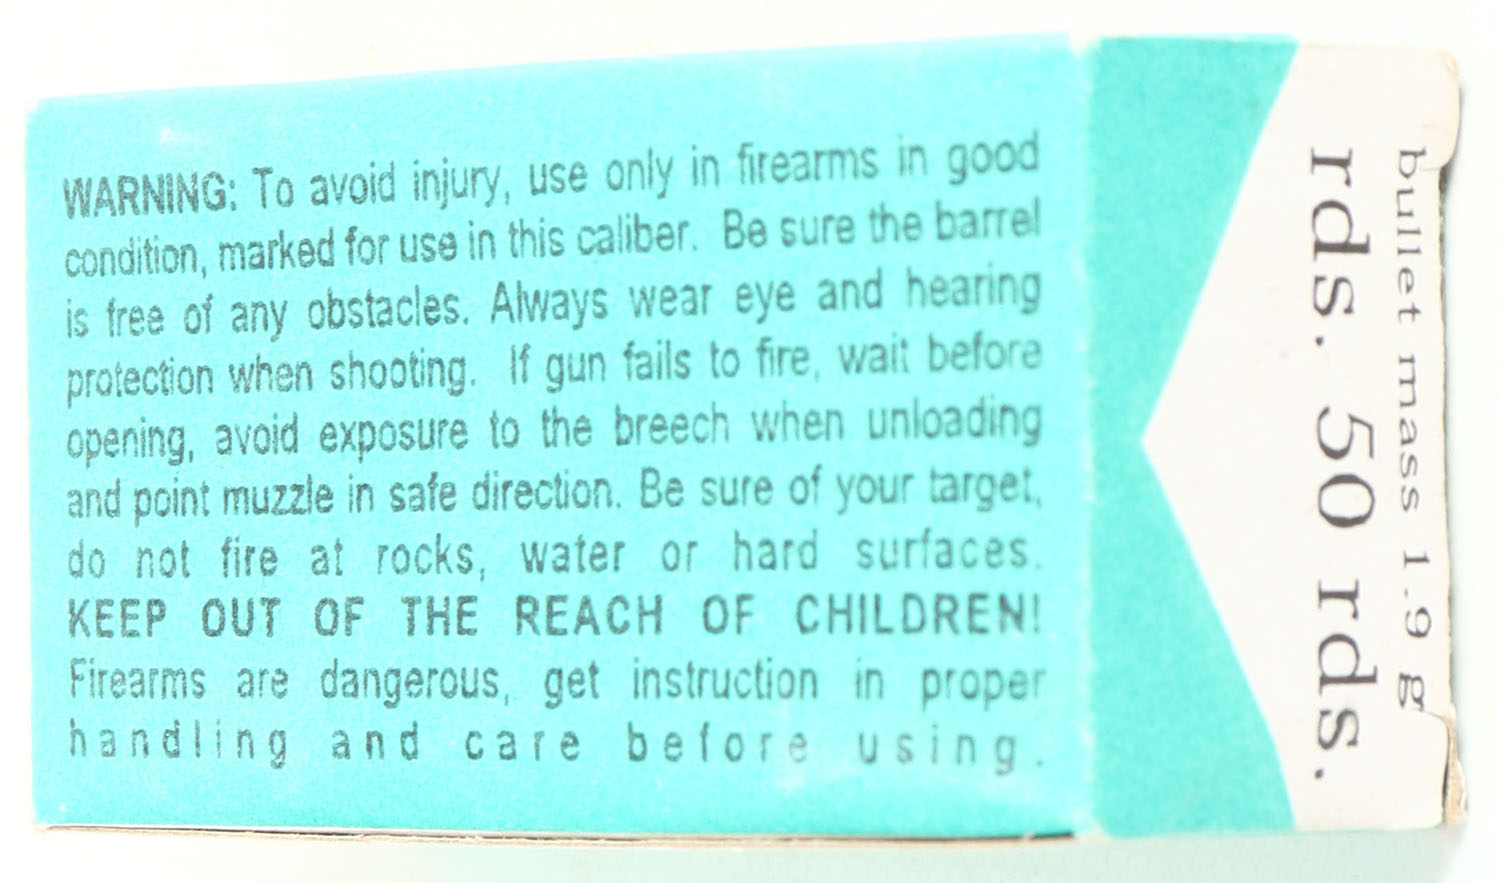 WARNING: To avoid injury, use only in firearms in good
condition, marked for use in this caliber. Be sure the barrel
is free of any obstacles. Always wear eye and hearing
protection when shooting. If gun fails to fire, wait before
opening, avoid exposure to the breech when unloading
and point muzzle in safe direction. Be sure of your target,
do not fire at rocks, water or hard surfaces.
KEEP OUT OF THE REACH OF CHILDREN!
Firearms are dangerous, get instruction in proper
handling and care before using.
bullet mass 1.9 g
rds. 50 rds.